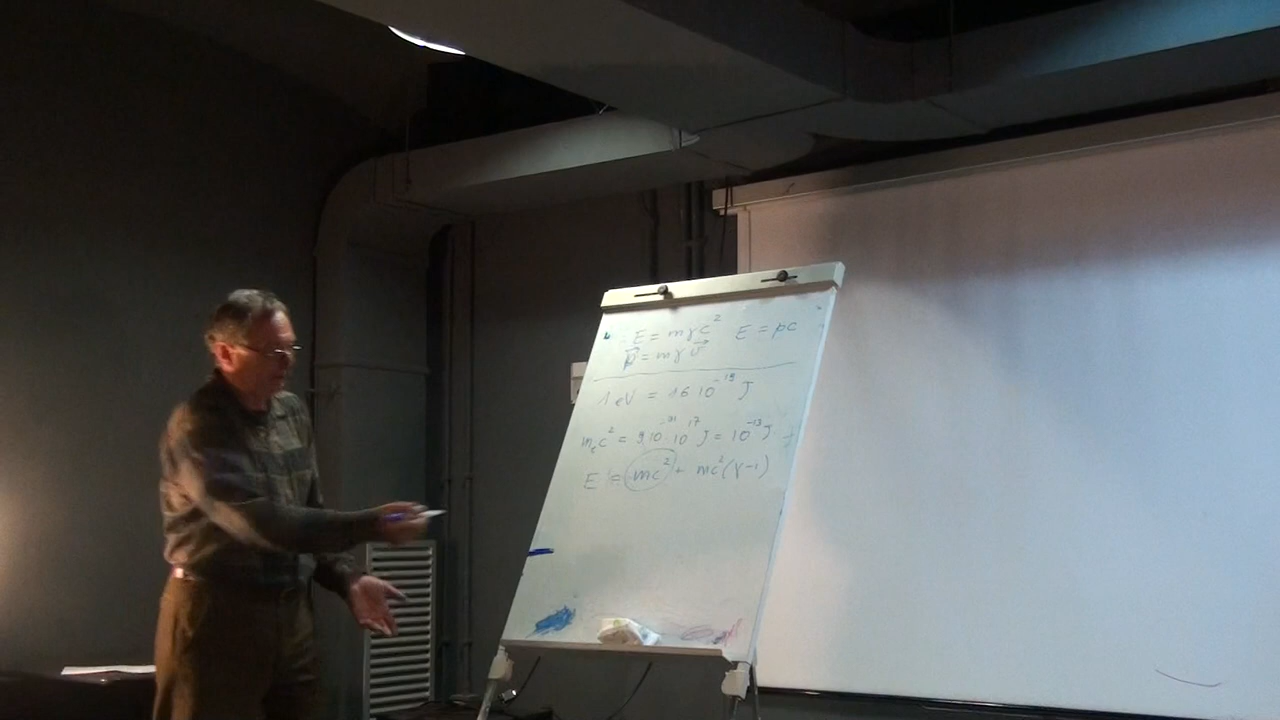 E = mγc² E = pc
p⃗ = mγv⃗
1 eV = 1.6 10⁻¹⁹ J
mₑc² = 9 10⁻³¹ 10¹⁷ J = 10⁻¹³ J
E = mc² + mc²(γ-1)